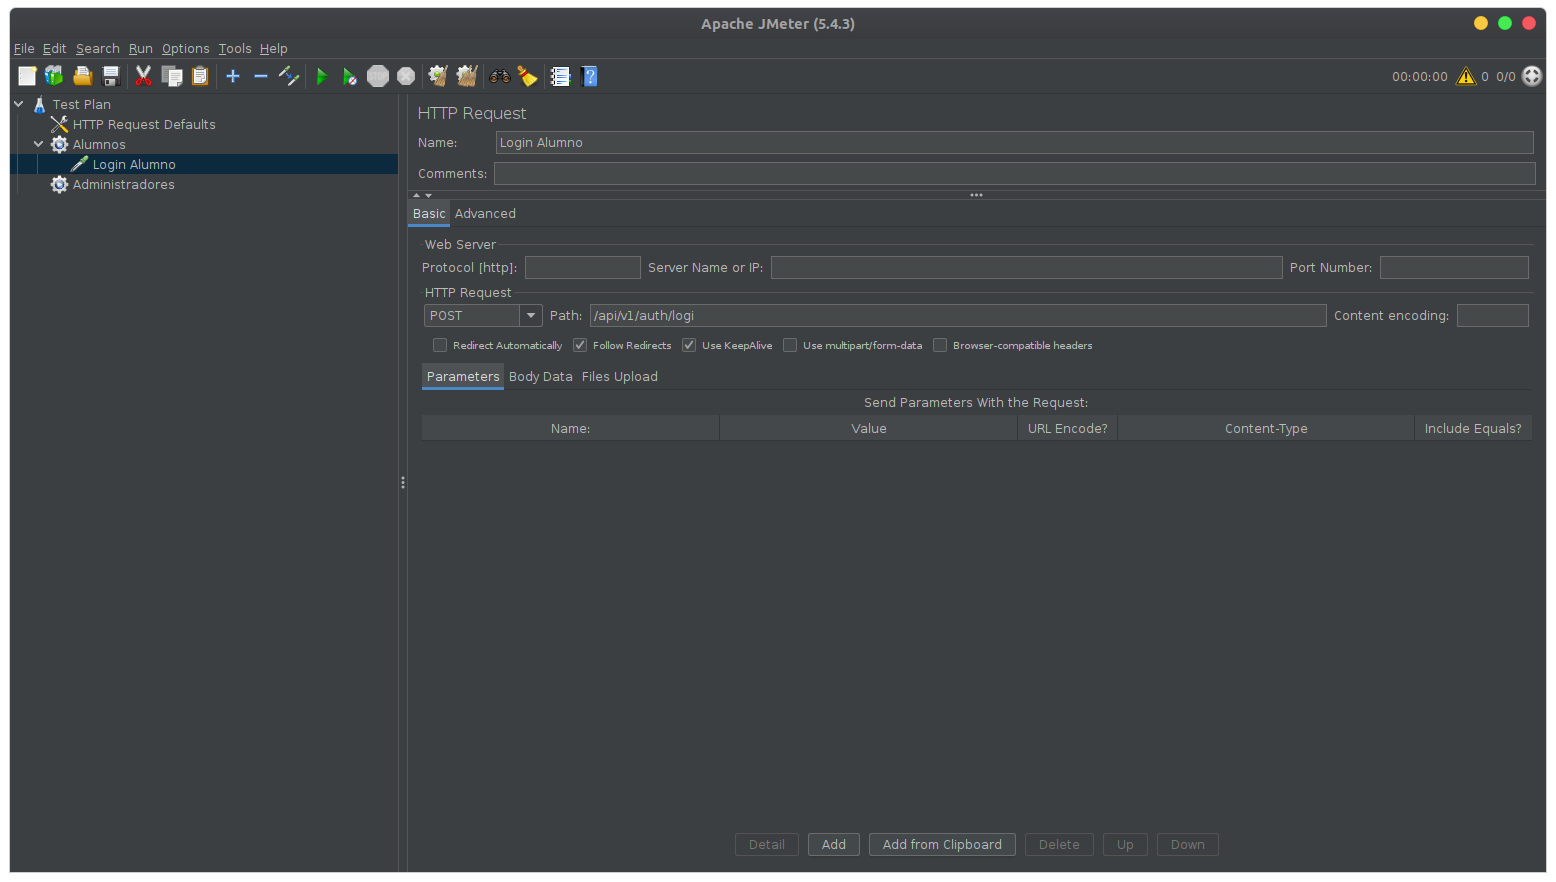 Apache JMeter (5.4.3)
File Edit Search Run Options Tools Help
STOP 00:00:00 0 0/0
Test Plan
HTTP Request Defaults
Alumnos
Login Alumno
Administradores
HTTP Request
Name: Login Alumno
Comments:
Basic Advanced
Web Server
Protocol [http]: Server Name or IP: Port Number:
HTTP Request
POST Path: /api/v1/auth/logi Content encoding:
Redirect Automatically Follow Redirects Use KeepAlive Use multipart/form-data Browser-compatible headers
Parameters Body Data Files Upload
Send Parameters With the Request:
Name: Value URL Encode? Content-Type Include Equals?
Detail Add Add from Clipboard Delete Up Down